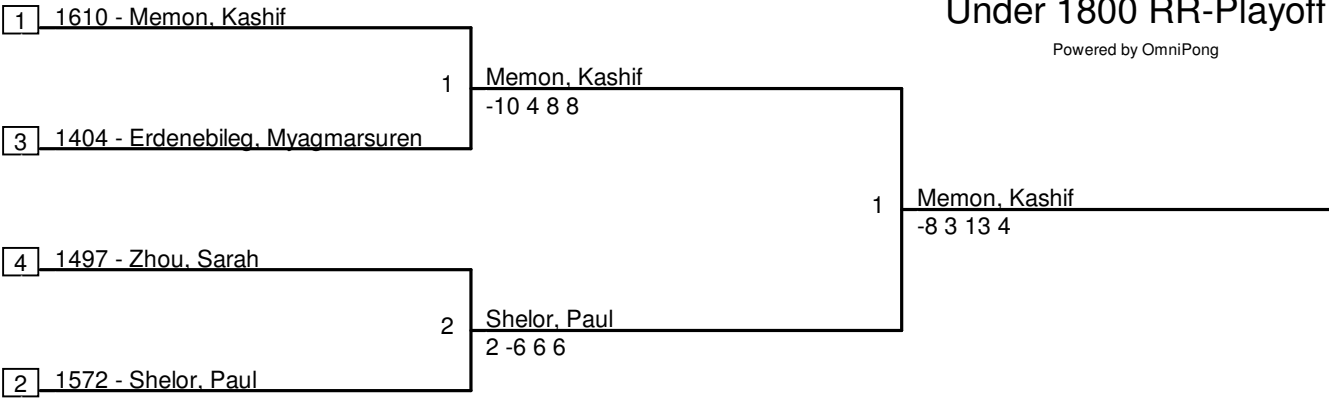 Under 1800 RR-Playoff
Powered by OmniPong
1 1610 - Memon, Kashif
1 Memon, Kashif
-10 4 8 8
3 1404 - Erdenebileg, Myagmarsuren
1 Memon, Kashif
-8 3 13 4
4 1497 - Zhou, Sarah
2 Shelor, Paul
2 -6 6 6
2 1572 - Shelor, Paul